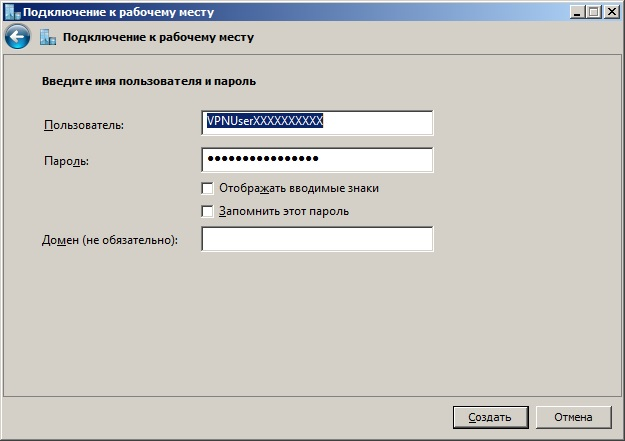 Подключение к рабочему месту
Подключение к рабочему месту
Введите имя пользователя и пароль
Пользователь: VPNUserXXXXXXXXXX
Пароль: ●●●●●●●●●●●●●●●●
Отображать вводимые знаки
Запомнить этот пароль
Домен (не обязательно):
Создать Отмена